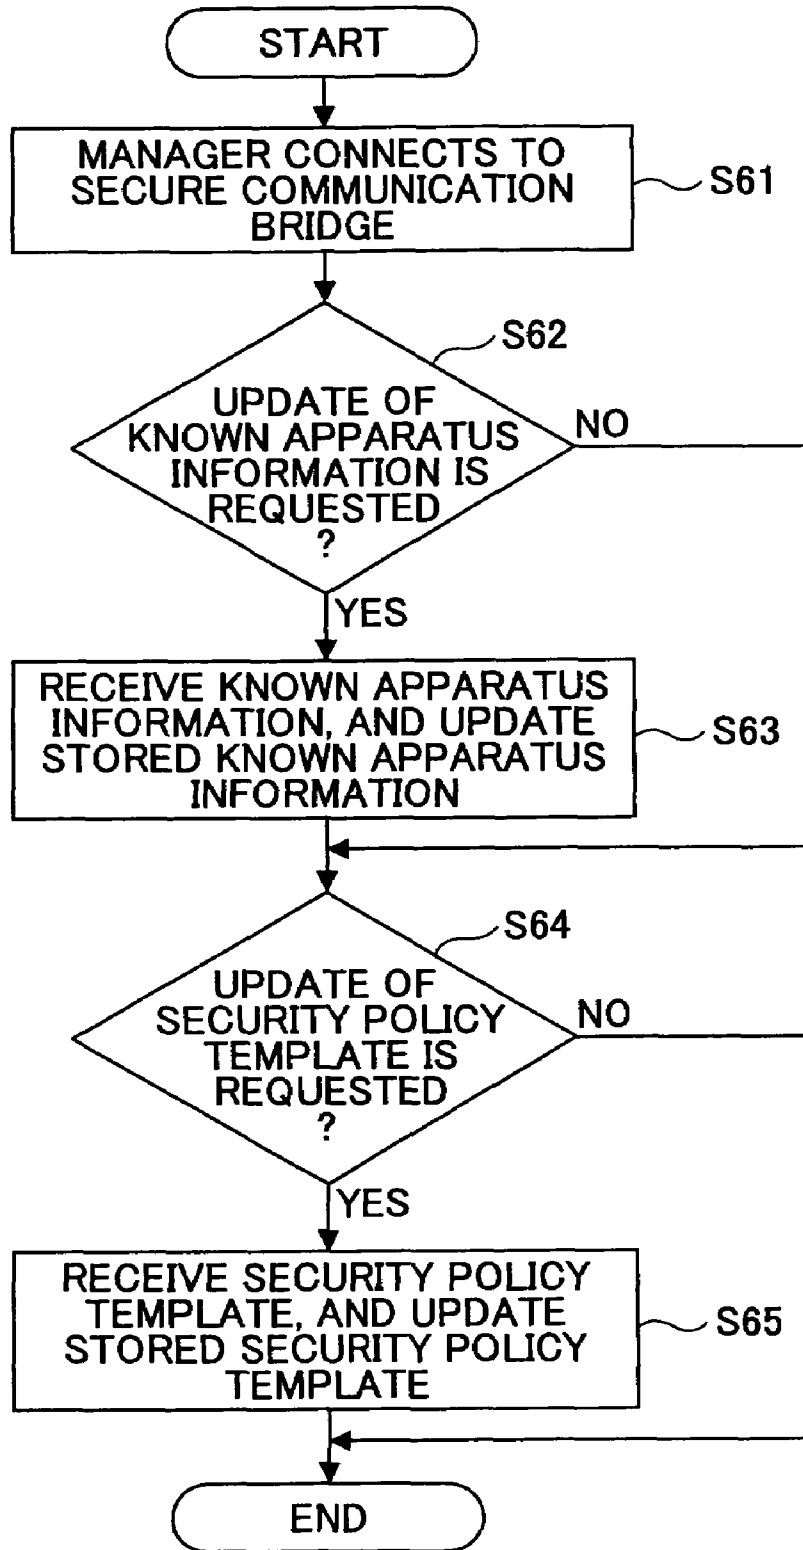 START
MANAGER CONNECTS TO
SECURE COMMUNICATION
BRIDGE
S61
S62
UPDATE OF
KNOWN APPARATUS
INFORMATION IS
REQUESTED
?
NO
YES
RECEIVE KNOWN APPARATUS
INFORMATION, AND UPDATE
STORED KNOWN APPARATUS
INFORMATION
S63
S64
UPDATE OF
SECURITY POLICY
TEMPLATE IS
REQUESTED
?
NO
YES
RECEIVE SECURITY POLICY
TEMPLATE, AND UPDATE
STORED SECURITY POLICY
TEMPLATE
S65
END